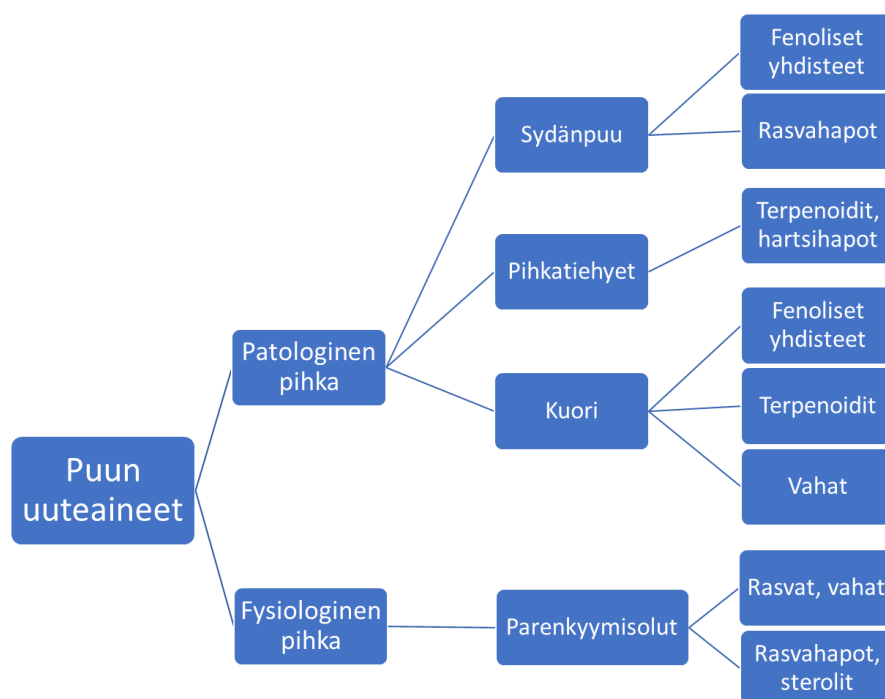 Fenoliset
yhdisteet
Sydänpuu
Rasvahapot
Terpenoidit,
hartsihapot
Pihkatiehyet
Fenoliset
yhdisteet
Patologinen
pihka
Kuori
Terpenoidit
Puun
uuteaineet
Vahat
Fysiologinen
pihka
Parenkyymisolut
Rasvat, vahat
Rasvahapot,
sterolit